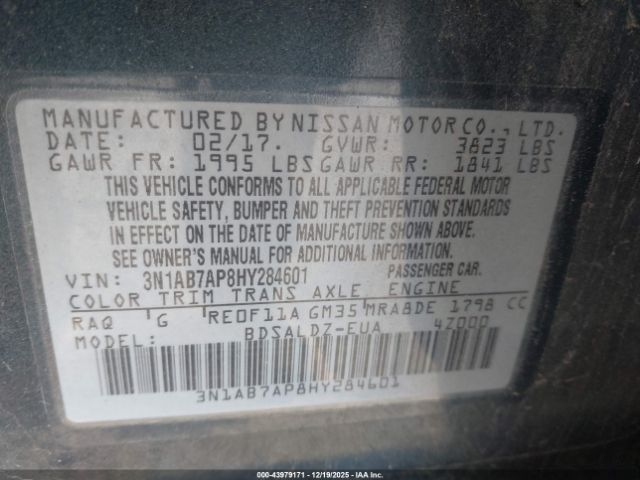 MANUFACTURED BY NISSAN MOTOR CO., LTD.
DATE: 02/17. GVWR: 3823 LBS
GAWR FR: 1995 LBS GAWR RR: 1841 LBS
THIS VEHICLE CONFORMS TO ALL APPLICABLE FEDERAL MOTOR
VEHICLE SAFETY, BUMPER AND THEFT PREVENTION STANDARDS
IN EFFECT ON THE DATE OF MANUFACTURE SHOWN ABOVE.
SEE OWNER'S MANUAL FOR ADDITIONAL INFORMATION.
VIN: 3N1AB7AP8HY284601 PASSENGER CAR.
COLOR TRIM TRANS AXLE ENGINE
RAQ G RE0F11A GM35 MRA8DE 1798 CC
MODEL: BDSALDZ-EUA 4Z000
3N1AB7AP8HY284601
000-43979171 • 12/19/2025 • IAAI.COM